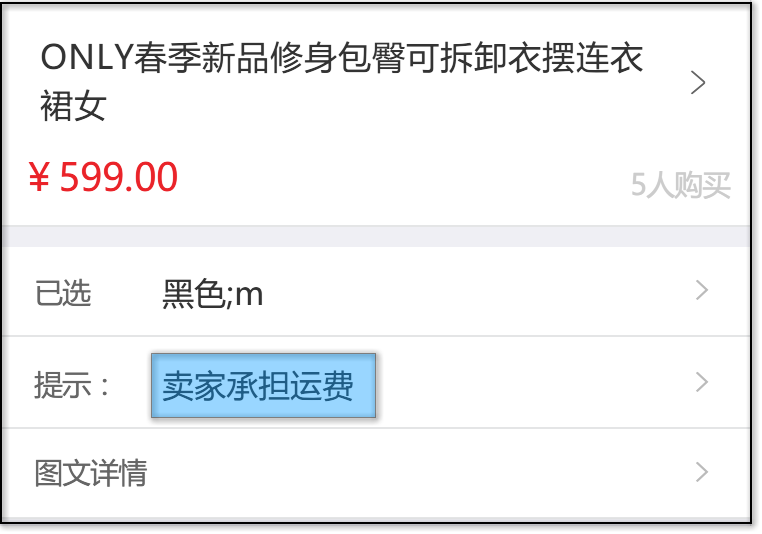 ONLY春季新品修身包臀可拆卸衣摆连衣
裙女
¥ 599.00
5人购买
已选 黑色;m
提示： 卖家承担运费
图文详情